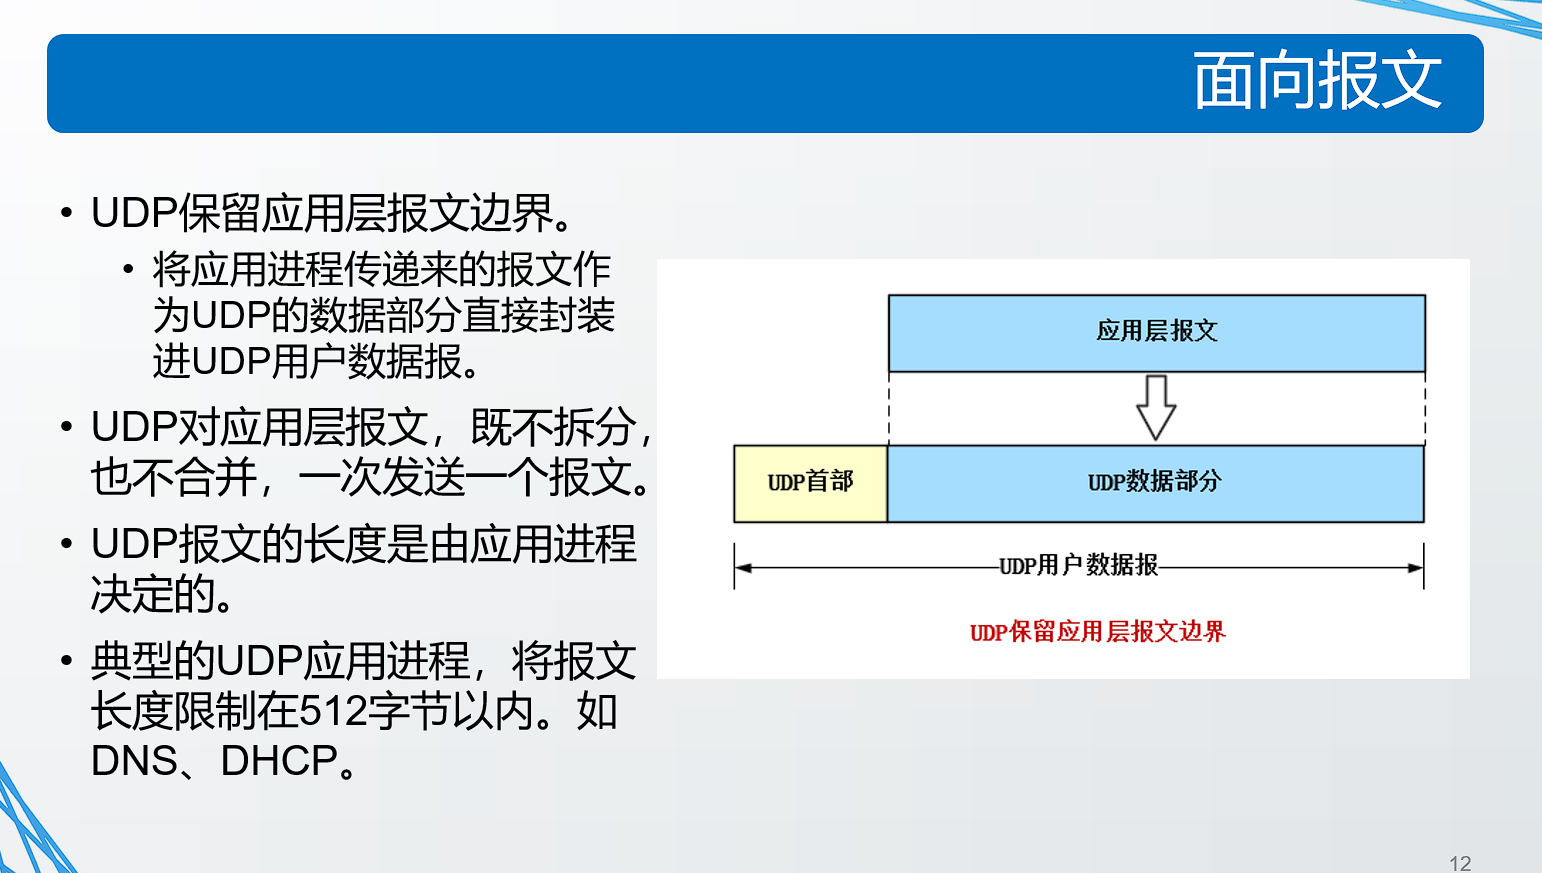 面向报文
• UDP保留应用层报文边界。
• 将应用进程传递来的报文作
为UDP的数据部分直接封装
进UDP用户数据报。
• UDP对应用层报文，既不拆分，
也不合并，一次发送一个报文。
• UDP报文的长度是由应用进程
决定的。
• 典型的UDP应用进程，将报文
长度限制在512字节以内。如
DNS、DHCP。
应用层报文
UDP首部
UDP数据部分
UDP用户数据报
UDP保留应用层报文边界
12